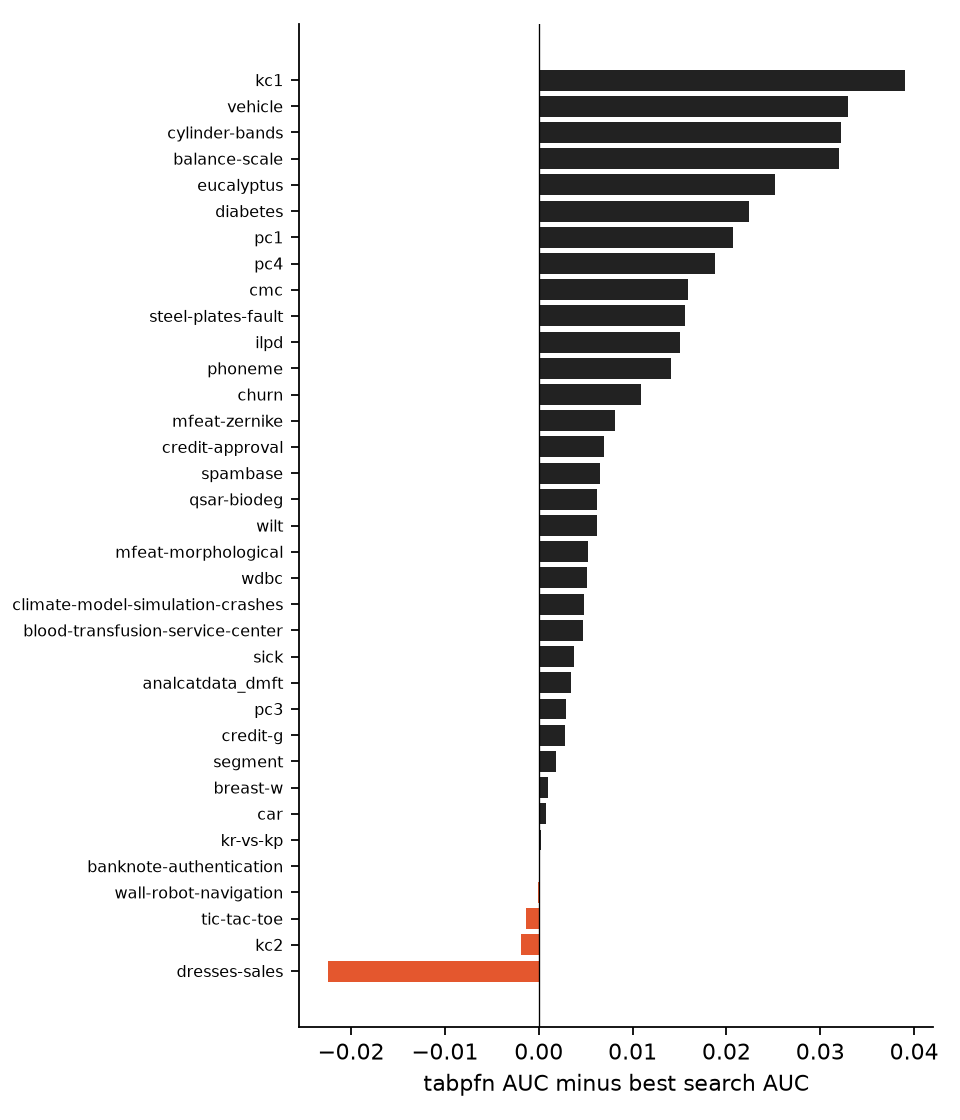 kc1
vehicle
cylinder-bands
balance-scale
eucalyptus
diabetes
pc1
pc4
cmc
steel-plates-fault
ilpd
phoneme
churn
mfeat-zernike
credit-approval
spambase
qsar-biodeg
wilt
mfeat-morphological
wdbc
climate-model-simulation-crashes
blood-transfusion-service-center
sick
analcatdata_dmft
pc3
credit-g
segment
breast-w
car
kr-vs-kp
banknote-authentication
wall-robot-navigation
tic-tac-toe
kc2
dresses-sales
−0.02 −0.01 0.00 0.01 0.02 0.03 0.04
tabpfn AUC minus best search AUC